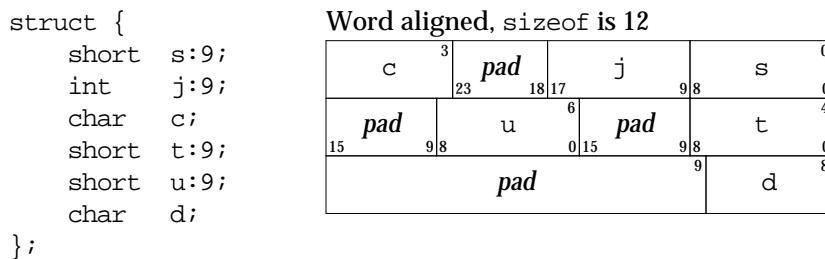 struct {
short s:9;
int j:9;
char c;
short t:9;
short u:9;
char d;
};
Word aligned, sizeof is 12
c 3 pad 23 18 j 17 9 s 0 8 0
pad 15 9 u 6 8 0 pad 15 9 t 4 8 0
pad 9 d 8